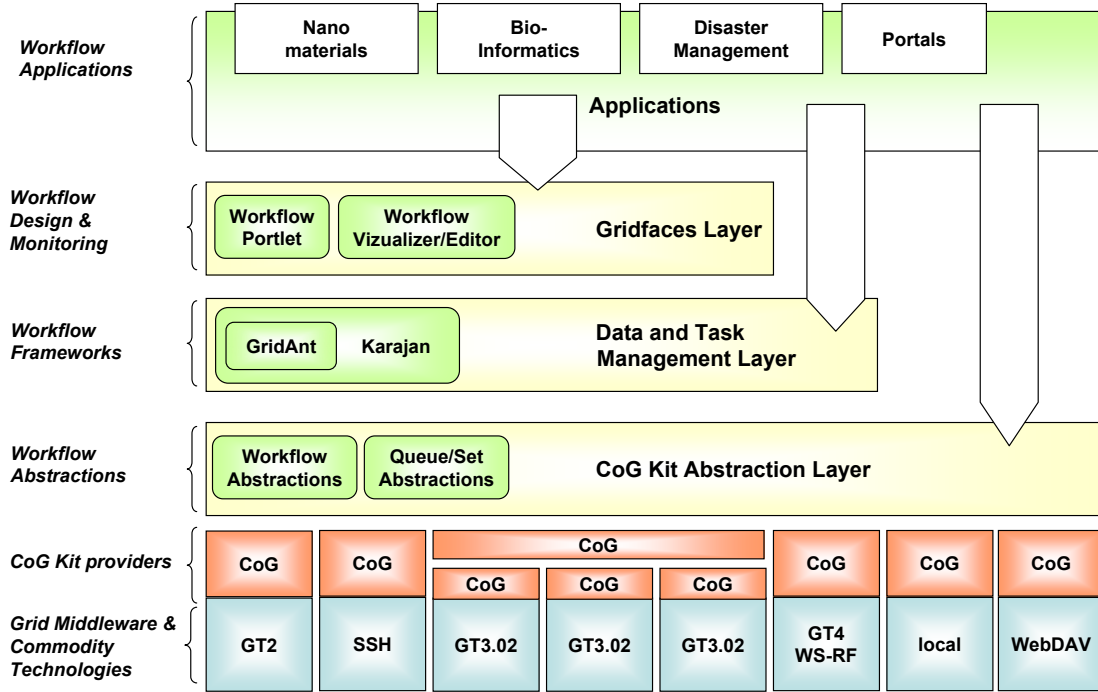 Workflow
Applications
Nano
materials
Bio-
Informatics
Disaster
Management
Portals
Applications
Workflow
Design &
Monitoring
Workflow
Portlet
Workflow
Vizualizer/Editor
Gridfaces Layer
Workflow
Frameworks
GridAnt
Karajan
Data and Task
Management Layer
Workflow
Abstractions
Workflow
Abstractions
Queue/Set
Abstractions
CoG Kit Abstraction Layer
CoG Kit providers
CoG
CoG
CoG
CoG
CoG
CoG
CoG
CoG
CoG
Grid Middleware &
Commodity
Technologies
GT2
SSH
GT3.02
GT3.02
GT3.02
GT4
WS-RF
local
WebDAV